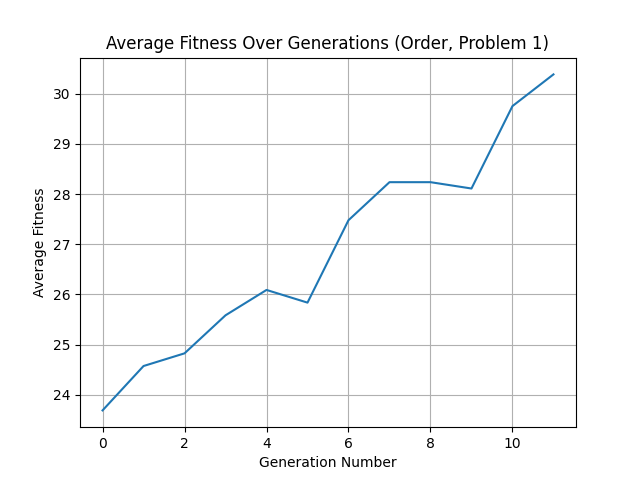 Average Fitness Over Generations (Order, Problem 1)
Average Fitness
30
29
28
27
26
25
24
0 2 4 6 8 10
Generation Number